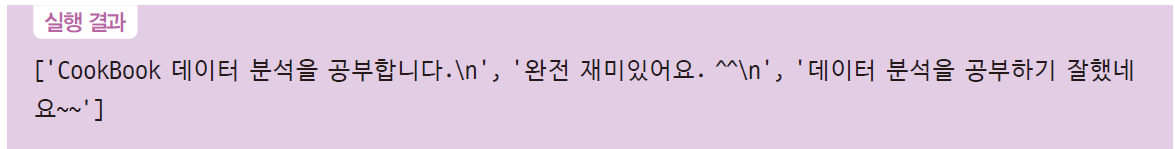 실행 결과
['CookBook 데이터 분석을 공부합니다.\n', '완전 재미있어요. ^^\n', '데이터 분석을 공부하기 잘했네
요~~']